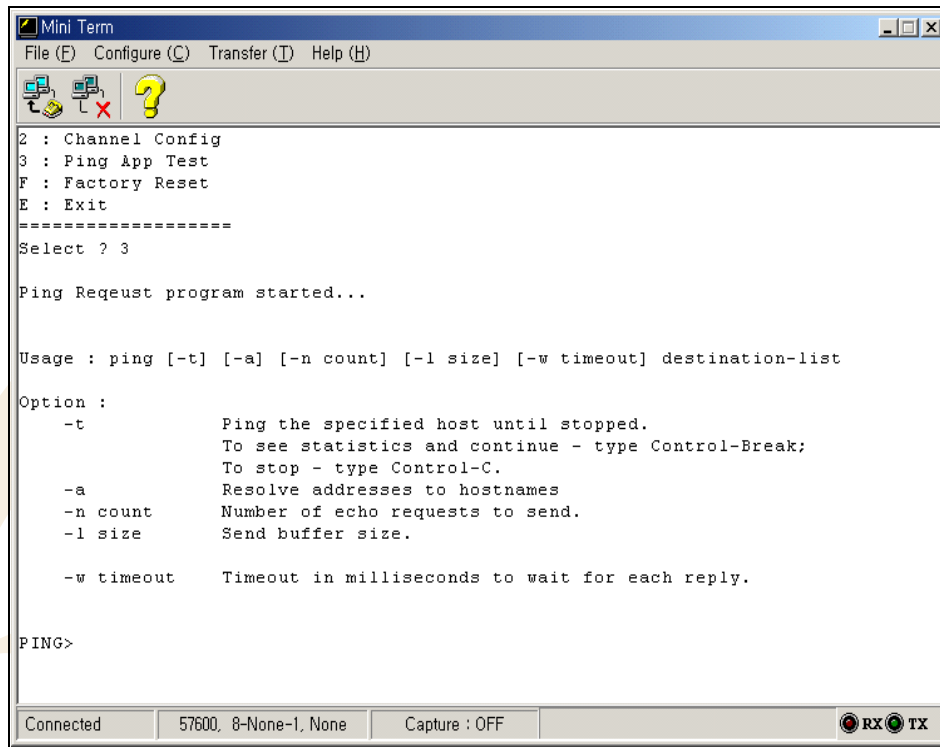 Mini Term
File (F) Configure (C) Transfer (T) Help (H)
2 : Channel Config
3 : Ping App Test
F : Factory Reset
E : Exit
===================
Select ? 3
Ping Reqeust program started...
Usage : ping [-t] [-a] [-n count] [-l size] [-w timeout] destination-list
Option :
-t Ping the specified host until stopped.
To see statistics and continue - type Control-Break;
To stop - type Control-C.
-a Resolve addresses to hostnames
-n count Number of echo requests to send.
-l size Send buffer size.
-w timeout Timeout in milliseconds to wait for each reply.
PING>
Connected 57600, 8-None-1, None Capture : OFF RX TX